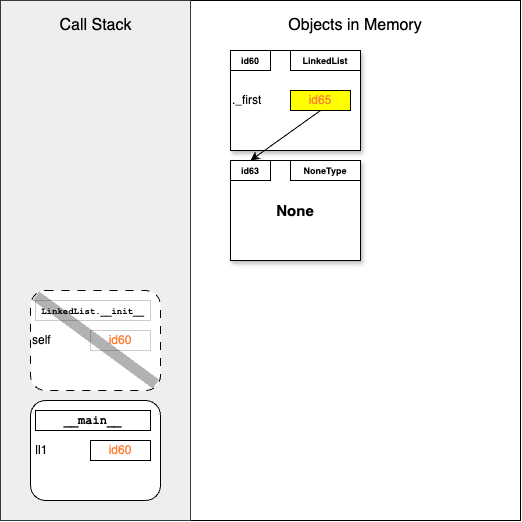 Call Stack
Objects in Memory
id60
LinkedList
._first
id65
id63
NoneType
None
LinkedList.__init__
self
id60
__main__
ll1
id60